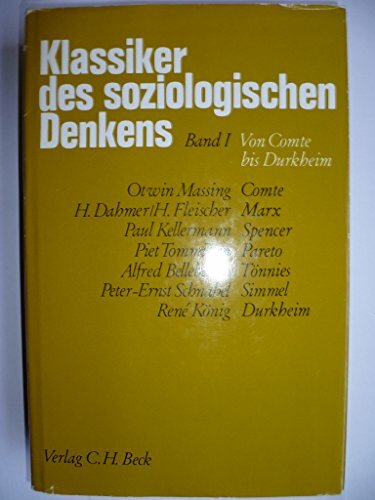 Klassiker
des soziologischen
Denkens Band I Von Comte
bis Durkheim
Otwin Massing Comte
H. Dahmer/H. Fleischer Marx
Paul Kellermann Spencer
Piet Pareto
Alfred Tönnies
Peter-Ernst Schnabel Simmel
René König Durkheim
Verlag C.H. Beck